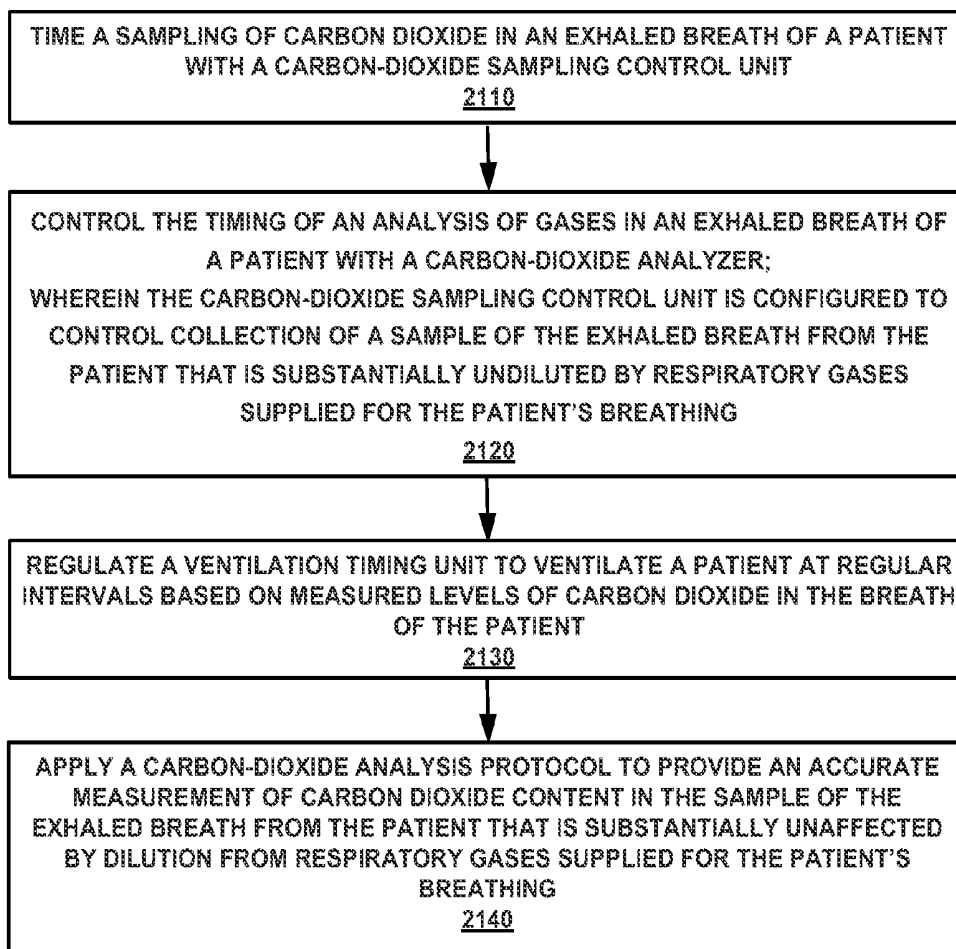 TIME A SAMPLING OF CARBON DIOXIDE IN AN EXHALED BREATH OF A PATIENT
WITH A CARBON-DIOXIDE SAMPLING CONTROL UNIT
2110
CONTROL THE TIMING OF AN ANALYSIS OF GASES IN AN EXHALED BREATH OF
A PATIENT WITH A CARBON-DIOXIDE ANALYZER;
WHEREIN THE CARBON-DIOXIDE SAMPLING CONTROL UNIT IS CONFIGURED TO
CONTROL COLLECTION OF A SAMPLE OF THE EXHALED BREATH FROM THE
PATIENT THAT IS SUBSTANTIALLY UNDILUTED BY RESPIRATORY GASES
SUPPLIED FOR THE PATIENT'S BREATHING
2120
REGULATE A VENTILATION TIMING UNIT TO VENTILATE A PATIENT AT REGULAR
INTERVALS BASED ON MEASURED LEVELS OF CARBON DIOXIDE IN THE BREATH
OF THE PATIENT
2130
APPLY A CARBON-DIOXIDE ANALYSIS PROTOCOL TO PROVIDE AN ACCURATE
MEASUREMENT OF CARBON DIOXIDE CONTENT IN THE SAMPLE OF THE
EXHALED BREATH FROM THE PATIENT THAT IS SUBSTANTIALLY UNAFFECTED
BY DILUTION FROM RESPIRATORY GASES SUPPLIED FOR THE PATIENT'S
BREATHING
2140